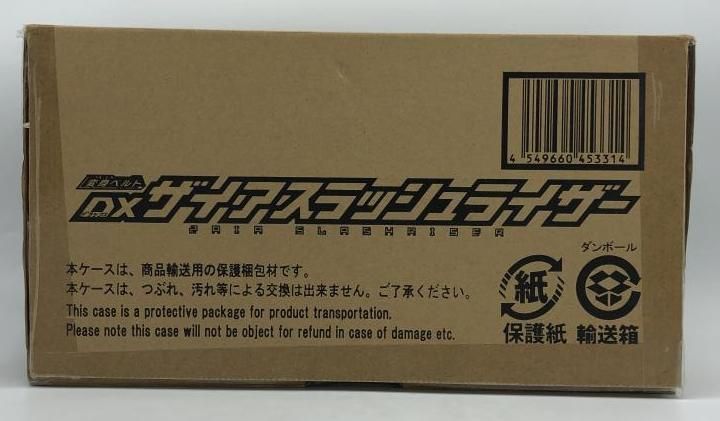 4 549660 453314
変身ベルト
DXザイアスラッシュライザー
ZAIA SLASHRISER
ダンボール
本ケースは、商品輸送用の保護梱包材です。
本ケースは、つぶれ、汚れ等による交換は出来ません。ご了承ください。
This case is a protective package for product transportation.
Please note this case will not be object for refund in case of damage etc.
紙
保護紙 輸送箱